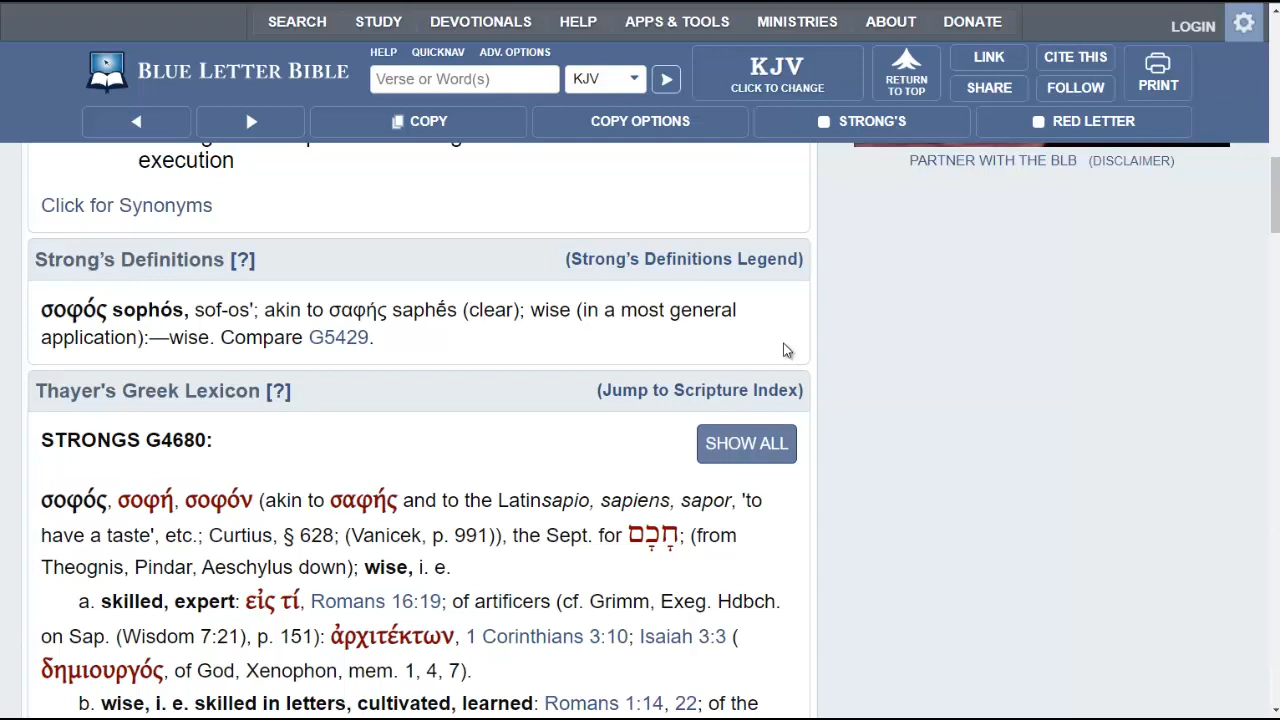 SEARCH STUDY DEVOTIONALS HELP APPS & TOOLS MINISTRIES ABOUT DONATE LOGIN
BLUE LETTER BIBLE
HELP QUICKNAV ADV. OPTIONS
Verse or Word(s) KJV
KJV
CLICK TO CHANGE
RETURN
TO TOP
LINK CITE THIS
SHARE FOLLOW
PRINT
COPY COPY OPTIONS STRONG'S RED LETTER
execution
PARTNER WITH THE BLB (DISCLAIMER)
Click for Synonyms
Strong’s Definitions [?] (Strong’s Definitions Legend)
σοφός sophós, sof-os'; akin to σαφής saphḗs (clear); wise (in a most general
application):—wise. Compare G5429.
Thayer's Greek Lexicon [?] (Jump to Scripture Index)
STRONGS G4680:
SHOW ALL
σοφός, σοφή, σοφόν (akin to σαφής and to the Latinsapio, sapiens, sapor, 'to
have a taste', etc.; Curtius, § 628; (Vanicek, p. 991)), the Sept. for חָכָם; (from
Theognis, Pindar, Aeschylus down); wise, i. e.
a. skilled, expert: εἰς τί, Romans 16:19; of artificers (cf. Grimm, Exeg. Hdbch.
on Sap. (Wisdom 7:21), p. 151): ἀρχιτέκτων, 1 Corinthians 3:10; Isaiah 3:3 (
δημιουργός, of God, Xenophon, mem. 1, 4, 7).
b. wise, i. e. skilled in letters, cultivated, learned: Romans 1:14, 22; of the